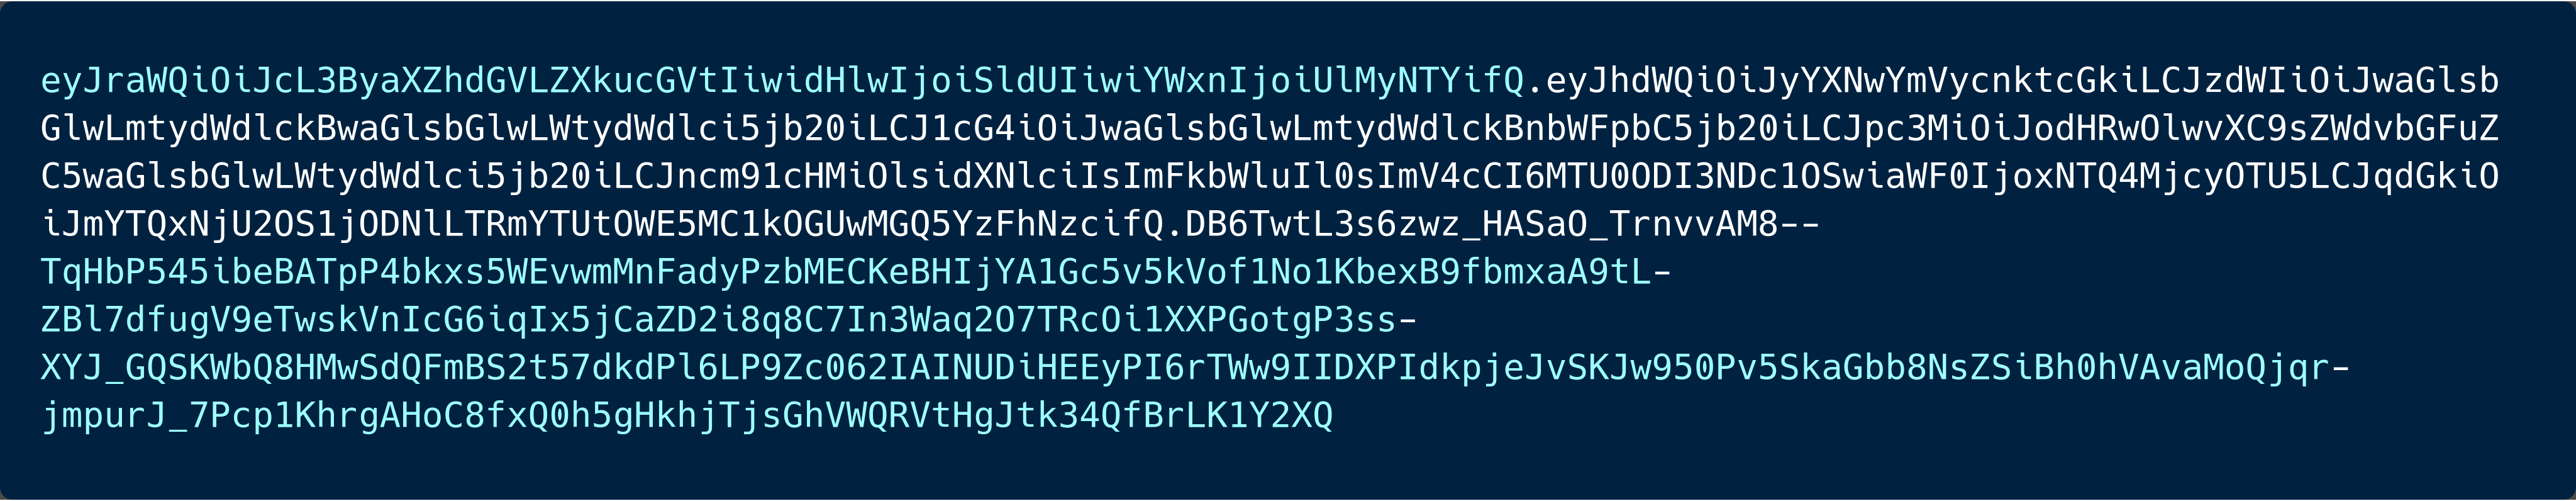 eyJraWQiOiJcL3ByaXZhdGVLZXkucGVtIiwidHlwIjoiSldUIiwiYWxnIjoiUlMyNTYifQ.eyJhdWQiOiJyYXNwYmVycnktcGkiLCJzdWIiOiJwaGlsb
GlwLmtydWdlckBwaGlsbGlwLWtydWdlci5jb20iLCJ1cG4iOiJwaGlsbGlwLmtydWdlckBnbWFpbC5jb20iLCJpc3MiOiJodHRwOlwvXC9sZWdvbGFuZ
C5waGlsbGlwLWtydWdlci5jb20iLCJncm91cHMiOlsidXNlciIsImFkbWluIl0sImV4cCI6MTU0ODI3NDc1OSwiaWF0IjoxNTQ4MjcyOTU5LCJqdGkiO
iJmYTQxNjU2OS1jODNlLTRmYTUtOWE5MC1kOGUwMGQ5YzFhNzcifQ.DB6TwtL3s6zwz_HASaO_TrnvvAM8--
TqHbP545ibeBATpP4bkxs5WEvwmMnFadyPzbMECKeBHIjYA1Gc5v5kVof1No1KbexB9fbmxaA9tL-
ZBl7dfugV9eTwskVnIcG6iqIx5jCaZD2i8q8C7In3Waq2O7TRcOi1XXPGotgP3ss-
XYJ_GQSKWbQ8HMwSdQFmBS2t57dkdPl6LP9Zc062IAINUDiHEEyPI6rTWw9IIDXPIdkpjeJvSKJw950Pv5SkaGbb8NsZSiBh0hVAvaMoQjqr-
jmpurJ_7Pcp1KhrgAHoC8fxQ0h5gHkhjTjsGhVWQRVtHgJtk34QfBrLK1Y2XQ